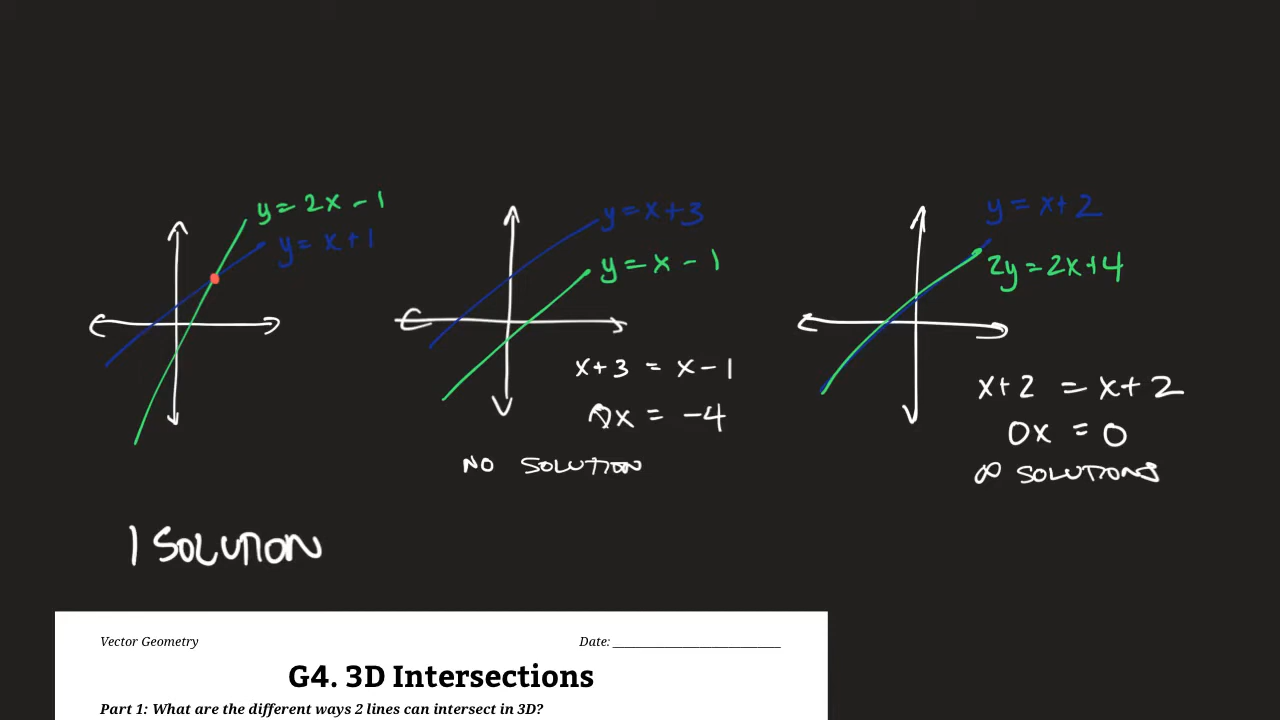 y = 2x - 1
y = x + 1
1 SOLUTION
y = x + 3
y = x - 1
x + 3 = x - 1
0x = -4
NO SOLUTION
y = x + 2
2y = 2x + 4
x + 2 = x + 2
0x = 0
∞ SOLUTIONS
Vector Geometry Date: ____________________
G4. 3D Intersections
Part 1: What are the different ways 2 lines can intersect in 3D?